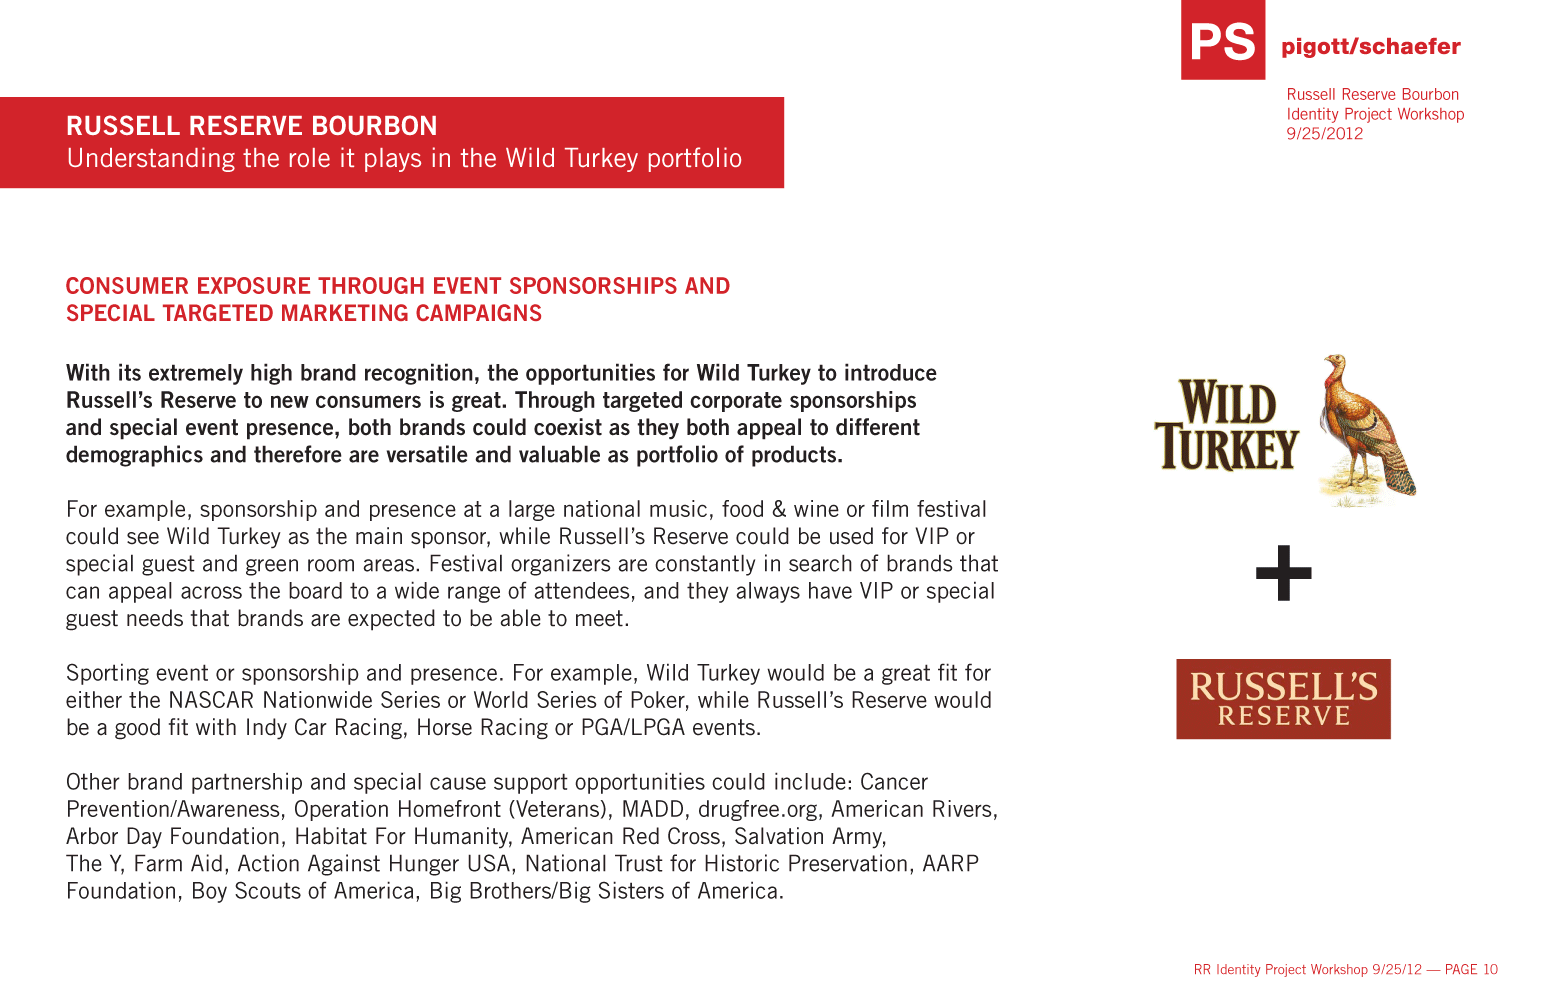 PS
pigott/schaefer
Russell Reserve Bourbon
Identity Project Workshop
9/25/2012
RUSSELL RESERVE BOURBON
Understanding the role it plays in the Wild Turkey portfolio
CONSUMER EXPOSURE THROUGH EVENT SPONSORSHIPS AND
SPECIAL TARGETED MARKETING CAMPAIGNS
With its extremely high brand recognition, the opportunities for Wild Turkey to introduce
Russell’s Reserve to new consumers is great. Through targeted corporate sponsorships
and special event presence, both brands could coexist as they both appeal to different
demographics and therefore are versatile and valuable as portfolio of products.
For example, sponsorship and presence at a large national music, food & wine or film festival
could see Wild Turkey as the main sponsor, while Russell’s Reserve could be used for VIP or
special guest and green room areas. Festival organizers are constantly in search of brands that
can appeal across the board to a wide range of attendees, and they always have VIP or special
guest needs that brands are expected to be able to meet.
Sporting event or sponsorship and presence. For example, Wild Turkey would be a great fit for
either the NASCAR Nationwide Series or World Series of Poker, while Russell’s Reserve would
be a good fit with Indy Car Racing, Horse Racing or PGA/LPGA events.
Other brand partnership and special cause support opportunities could include: Cancer
Prevention/Awareness, Operation Homefront (Veterans), MADD, drugfree.org, American Rivers,
Arbor Day Foundation, Habitat For Humanity, American Red Cross, Salvation Army,
The Y, Farm Aid, Action Against Hunger USA, National Trust for Historic Preservation, AARP
Foundation, Boy Scouts of America, Big Brothers/Big Sisters of America.
WILD
TURKEY
+
RUSSELL’S
RESERVE
RR Identity Project Workshop 9/25/12 — PAGE 10